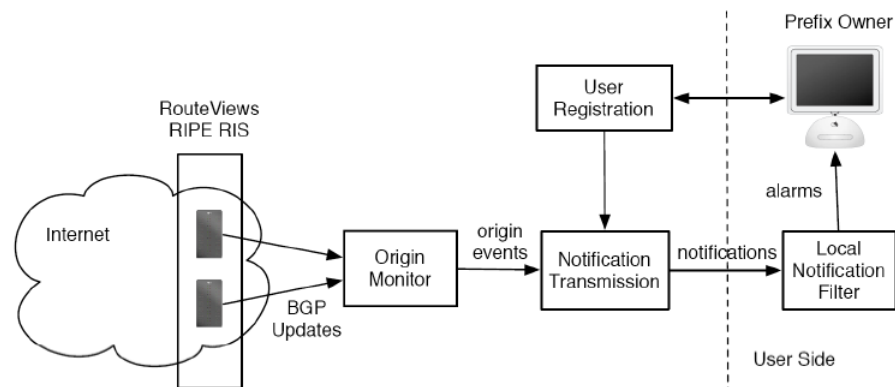 Prefix Owner
RouteViews
RIPE RIS
User
Registration
alarms
Internet
Origin
Monitor
origin
events
Notification
Transmission
notifications
Local
Notification
Filter
BGP
Updates
User Side